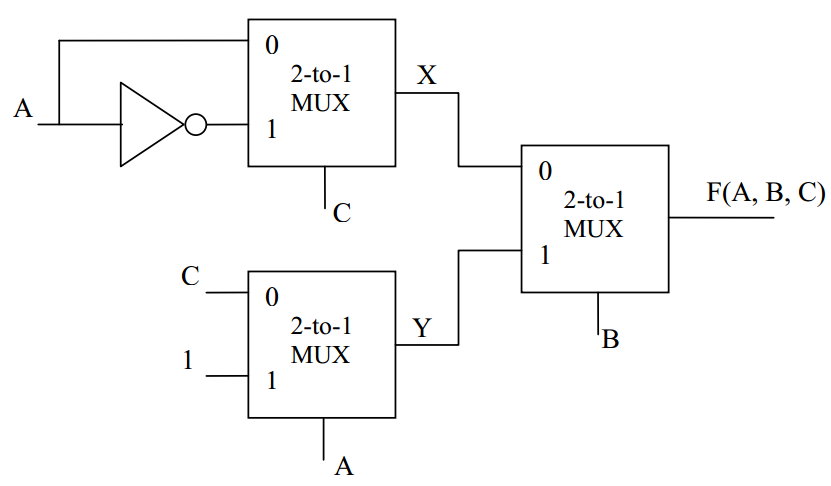 A
0
2-to-1
MUX
1
C
X
C
0
2-to-1
MUX
1
1
A
Y
0
2-to-1
MUX
1
B
F(A, B, C)